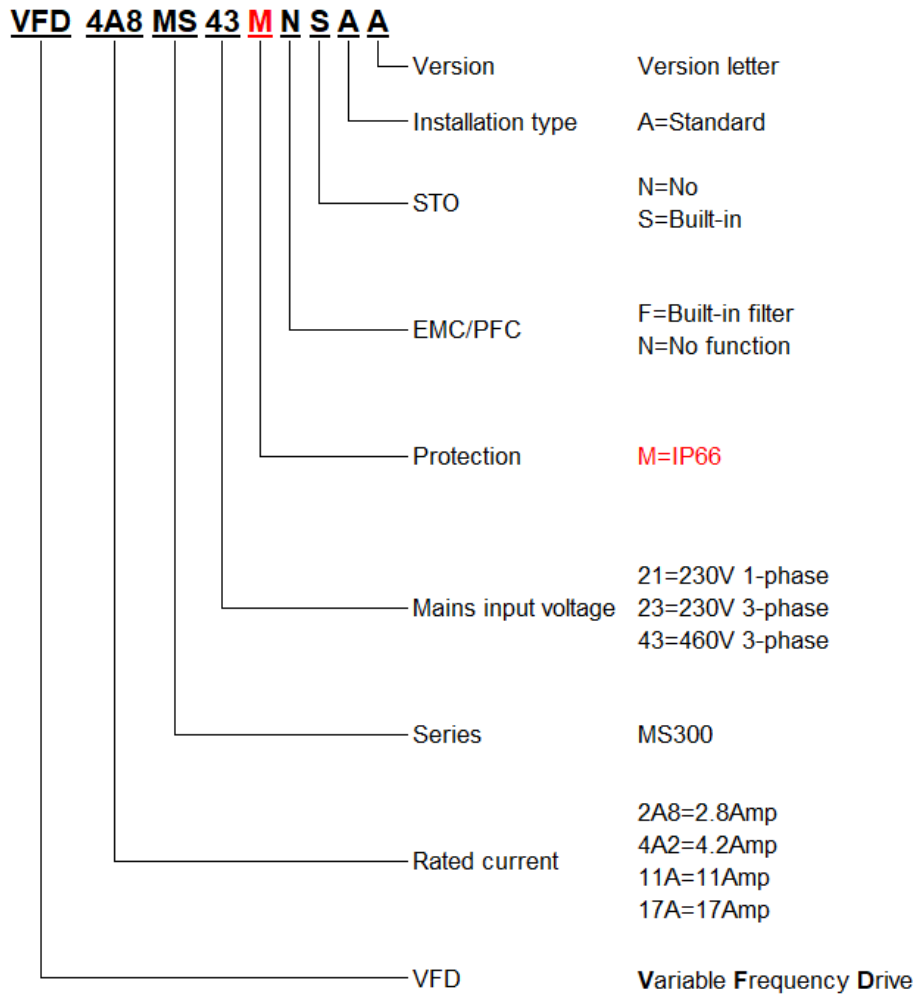 VFD 4A8 MS 43 M N S A A
Version Version letter
Installation type A=Standard
N=No
STO
S=Built-in
F=Built-in filter
EMC/PFC
N=No function
Protection M=IP66
21=230V 1-phase
Mains input voltage 23=230V 3-phase
43=460V 3-phase
Series MS300
2A8=2.8Amp
4A2=4.2Amp
Rated current
11A=11Amp
17A=17Amp
VFD Variable Frequency Drive